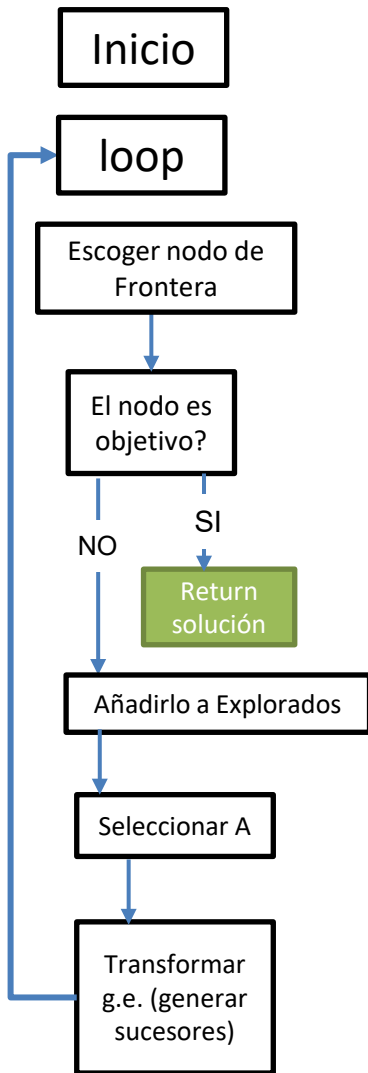 Inicio
loop
Escoger nodo de
Frontera
El nodo es
objetivo?
SI
NO
Return
solución
Añadirlo a Explorados
Seleccionar A
Transformar
g.e. (generar
sucesores)